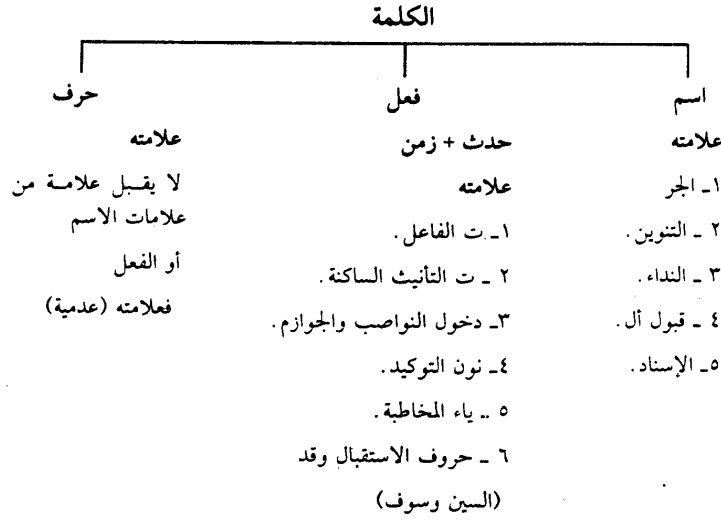 الكلمة
اسم
علامته
١ـ الجر
٢ ـ التنوين.
٣ ـ النداء.
٤ ـ قبول أل.
٥ـ الإسناد.
فعل
حدث + زمن
علامته
١ـ ت الفاعل.
٢ ـ ت التأنيث الساكنة.
٣ـ دخول النواصب والجوازم.
٤ـ نون التوكيد.
٥ ـ ياء المخاطبة.
٦ ـ حروف الاستقبال وقد
(السين وسوف)
حرف
علامته
لا يقبل علامة من
علامات الاسم
أو الفعل
فعلامته (عدمية)